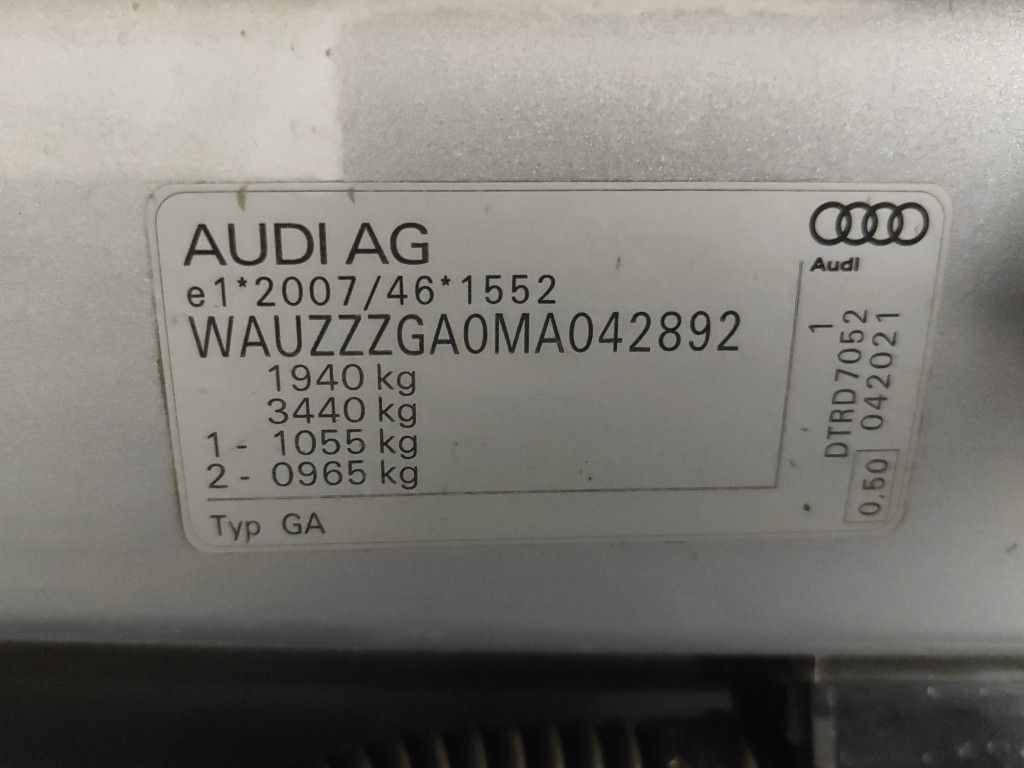 AUDI AG
e1*2007/46*1552
WAUZZZGA0MA042892
1940 kg
3440 kg
1 - 1055 kg
2 - 0965 kg
Typ GA
Audi
DTRD7052 1
0,50 042021